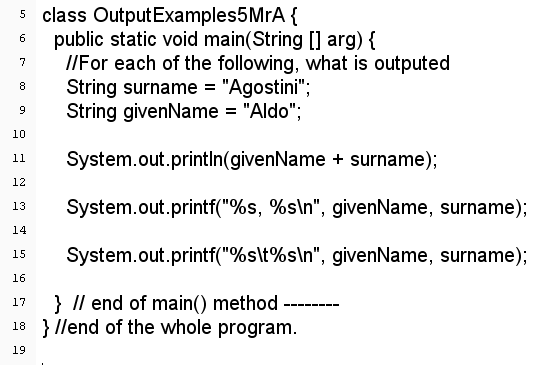 5 class OutputExamples5MrA {
6 public static void main(String [] arg) {
7 //For each of the following, what is outputed
8 String surname = "Agostini";
9 String givenName = "Aldo";
10
11 System.out.println(givenName + surname);
12
13 System.out.printf("%s, %s\n", givenName, surname);
14
15 System.out.printf("%s\t%s\n", givenName, surname);
16
17 } // end of main() method --------
18 } //end of the whole program.
19